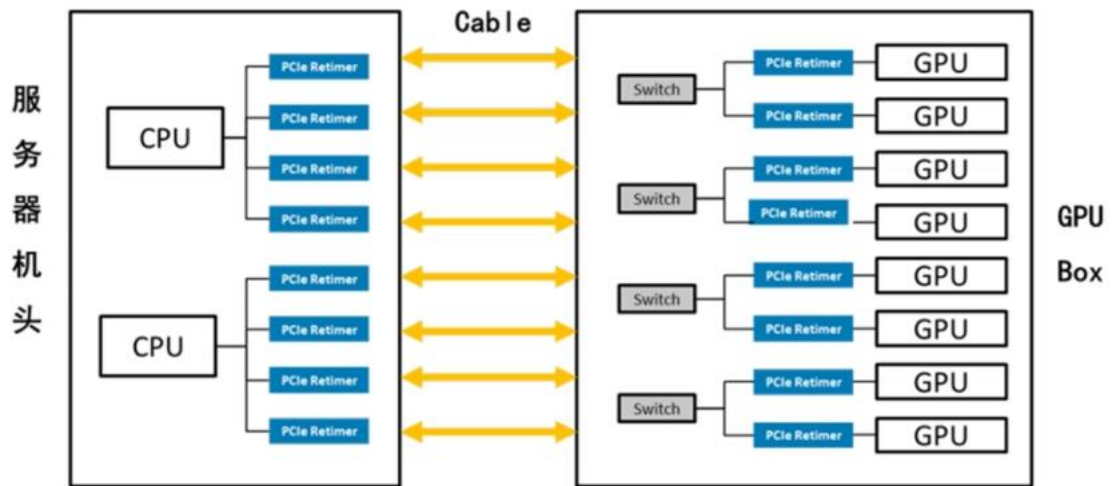 Cable
服
务
器
机
头
CPU
PCIe Retimer
PCIe Retimer
PCIe Retimer
PCIe Retimer
CPU
PCIe Retimer
PCIe Retimer
PCIe Retimer
PCIe Retimer
Switch
PCIe Retimer
GPU
PCIe Retimer
GPU
Switch
PCIe Retimer
GPU
PCIe Retimer
GPU
Switch
PCIe Retimer
GPU
PCIe Retimer
GPU
Switch
PCIe Retimer
GPU
PCIe Retimer
GPU
GPU
Box